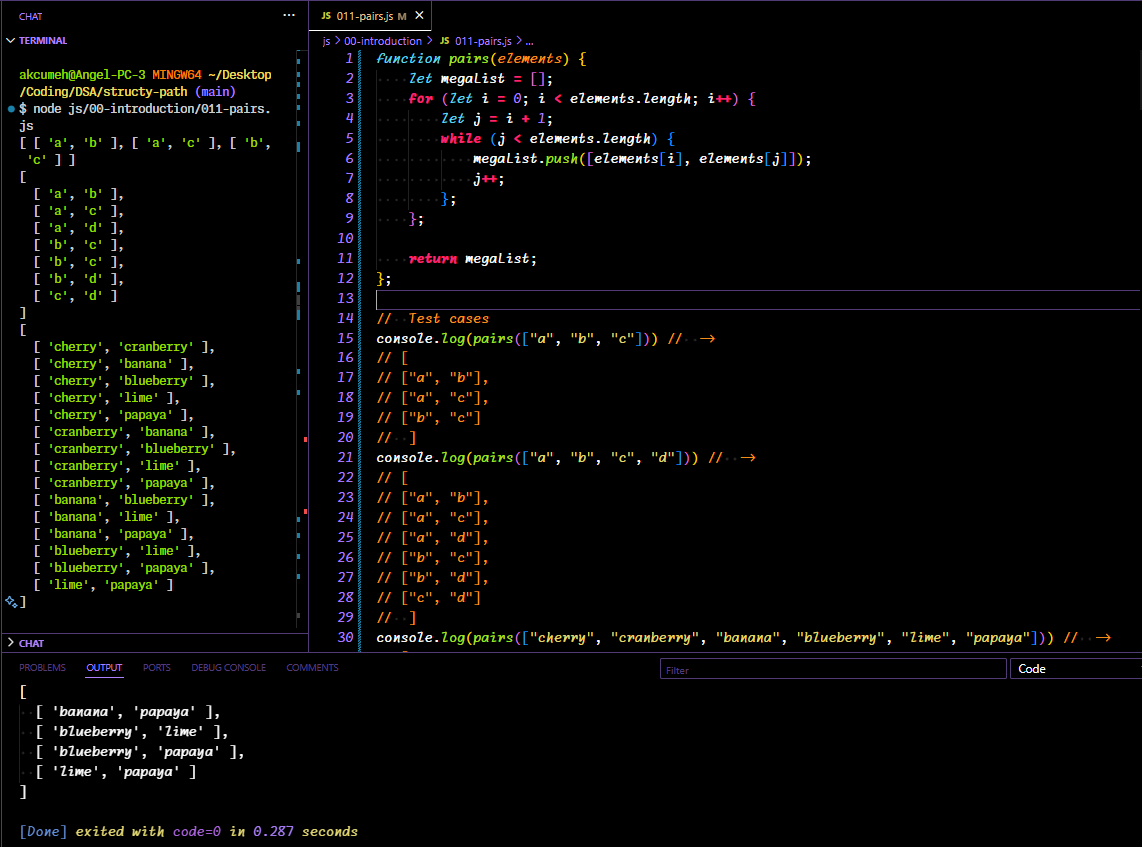 CHAT ···
TERMINAL
akcumeh@Angel-PC-3 MINGW64 ~/Desktop
/Coding/DSA/structy-path (main)
$ node js/00-introduction/011-pairs.
js
[ [ 'a', 'b' ], [ 'a', 'c' ], [ 'b',
'c' ] ]
[
[ 'a', 'b' ],
[ 'a', 'c' ],
[ 'a', 'd' ],
[ 'b', 'c' ],
[ 'b', 'c' ],
[ 'b', 'd' ],
[ 'c', 'd' ]
]
[
[ 'cherry', 'cranberry' ],
[ 'cherry', 'banana' ],
[ 'cherry', 'blueberry' ],
[ 'cherry', 'lime' ],
[ 'cherry', 'papaya' ],
[ 'cranberry', 'banana' ],
[ 'cranberry', 'blueberry' ],
[ 'cranberry', 'lime' ],
[ 'cranberry', 'papaya' ],
[ 'banana', 'blueberry' ],
[ 'banana', 'lime' ],
[ 'banana', 'papaya' ],
[ 'blueberry', 'lime' ],
[ 'blueberry', 'papaya' ],
[ 'lime', 'papaya' ]
]
CHAT
JS 011-pairs.js M ×
js > 00-introduction > JS 011-pairs.js > ...
1 function pairs(elements) {
2 let megaList = [];
3 for (let i = 0; i < elements.length; i++) {
4 let j = i + 1;
5 while (j < elements.length) {
6 megaList.push([elements[i], elements[j]]);
7 j++;
8 };
9 };
10
11 return megaList;
12 };
13
14 // Test cases
15 console.log(pairs(["a", "b", "c"])) // ->
16 // [
17 // ["a", "b"],
18 // ["a", "c"],
19 // ["b", "c"]
20 // ]
21 console.log(pairs(["a", "b", "c", "d"])) // ->
22 // [
23 // ["a", "b"],
24 // ["a", "c"],
25 // ["a", "d"],
26 // ["b", "c"],
27 // ["b", "d"],
28 // ["c", "d"]
29 // ]
30 console.log(pairs(["cherry", "cranberry", "banana", "blueberry", "lime", "papaya"])) // ->
PROBLEMS OUTPUT PORTS DEBUG CONSOLE COMMENTS Filter Code
[
[ 'banana', 'papaya' ],
[ 'blueberry', 'lime' ],
[ 'blueberry', 'papaya' ],
[ 'lime', 'papaya' ]
]
[Done] exited with code=0 in 0.287 seconds